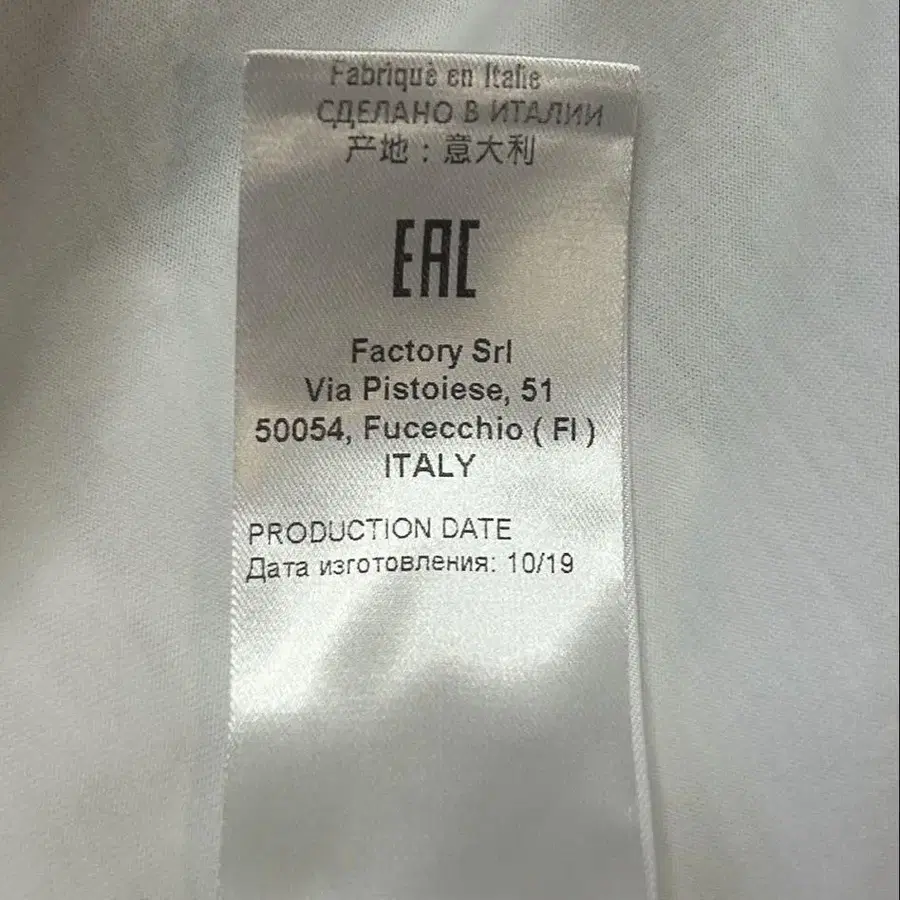 Fabriqué en Italie
СДЕЛАНО В ИТАЛИИ
产地：意大利
EAC
Factory Srl
Via Pistoiese, 51
50054, Fucecchio ( FI )
ITALY
PRODUCTION DATE
Дата изготовления: 10/19